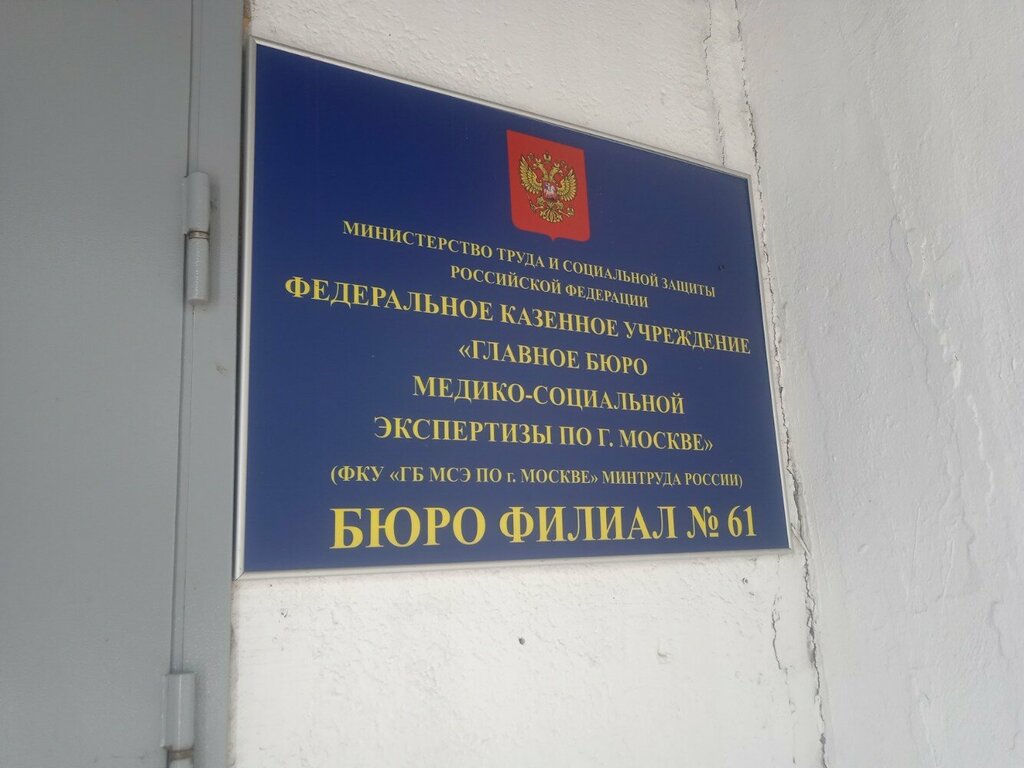 МИНИСТЕРСТВО ТРУДА И СОЦИАЛЬНОЙ ЗАЩИТЫ
РОССИЙСКОЙ ФЕДЕРАЦИИ
ФЕДЕРАЛЬНОЕ КАЗЕННОЕ УЧРЕЖДЕНИЕ
«ГЛАВНОЕ БЮРО
МЕДИКО-СОЦИАЛЬНОЙ
ЭКСПЕРТИЗЫ ПО Г. МОСКВЕ»
(ФКУ «ГБ МСЭ ПО г. МОСКВЕ» МИНТРУДА РОССИИ)
БЮРО ФИЛИАЛ № 61